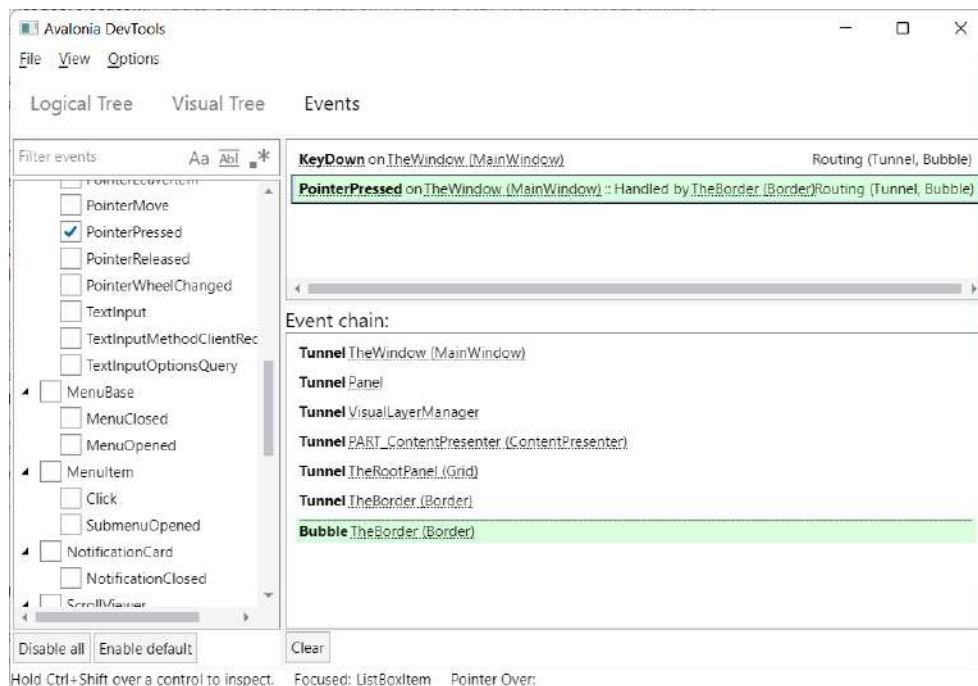 Avalonia DevTools
File View Options
Logical Tree Visual Tree Events
Filter events Aa Abl .*
PointerMove
PointerPressed
PointerReleased
PointerWheelChanged
TextInput
TextInputMethodClientRec
TextInputOptionsQuery
MenuBase
MenuClosed
MenuOpened
MenuItem
Click
SubmenuOpened
NotificationCard
NotificationClosed
ScrollViewer
Disable all Enable default
KeyDown on TheWindow (MainWindow) Routing (Tunnel, Bubble)
PointerPressed on TheWindow (MainWindow) :: Handled by TheBorder (Border)Routing (Tunnel, Bubble)
Event chain:
Tunnel TheWindow (MainWindow)
Tunnel Panel
Tunnel VisualLayerManager
Tunnel PART_ContentPresenter (ContentPresenter)
Tunnel TheRootPanel (Grid)
Tunnel TheBorder (Border)
Bubble TheBorder (Border)
Clear
Hold Ctrl+Shift over a control to inspect. Focused: ListBoxItem Pointer Over: